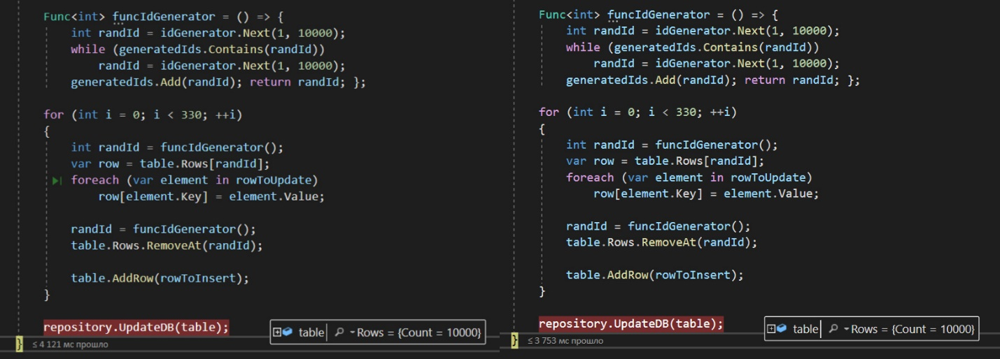 Func<int> funcIdGenerator = () => {
int randId = idGenerator.Next(1, 10000);
while (generatedIds.Contains(randId))
randId = idGenerator.Next(1, 10000);
generatedIds.Add(randId); return randId; };
for (int i = 0; i < 330; ++i)
{
int randId = funcIdGenerator();
var row = table.Rows[randId];
foreach (var element in rowToUpdate)
row[element.Key] = element.Value;
randId = funcIdGenerator();
table.Rows.RemoveAt(randId);
table.AddRow(rowToInsert);
}
repository.UpdateDB(table);
table Rows = {Count = 10000}
} ≤ 4 121 мс прошло
Func<int> funcIdGenerator = () => {
int randId = idGenerator.Next(1, 10000);
while (generatedIds.Contains(randId))
randId = idGenerator.Next(1, 10000);
generatedIds.Add(randId); return randId; };
for (int i = 0; i < 330; ++i)
{
int randId = funcIdGenerator();
var row = table.Rows[randId];
foreach (var element in rowToUpdate)
row[element.Key] = element.Value;
randId = funcIdGenerator();
table.Rows.RemoveAt(randId);
table.AddRow(rowToInsert);
}
repository.UpdateDB(table);
table Rows = {Count = 10000}
} ≤ 3 753 мс прошло